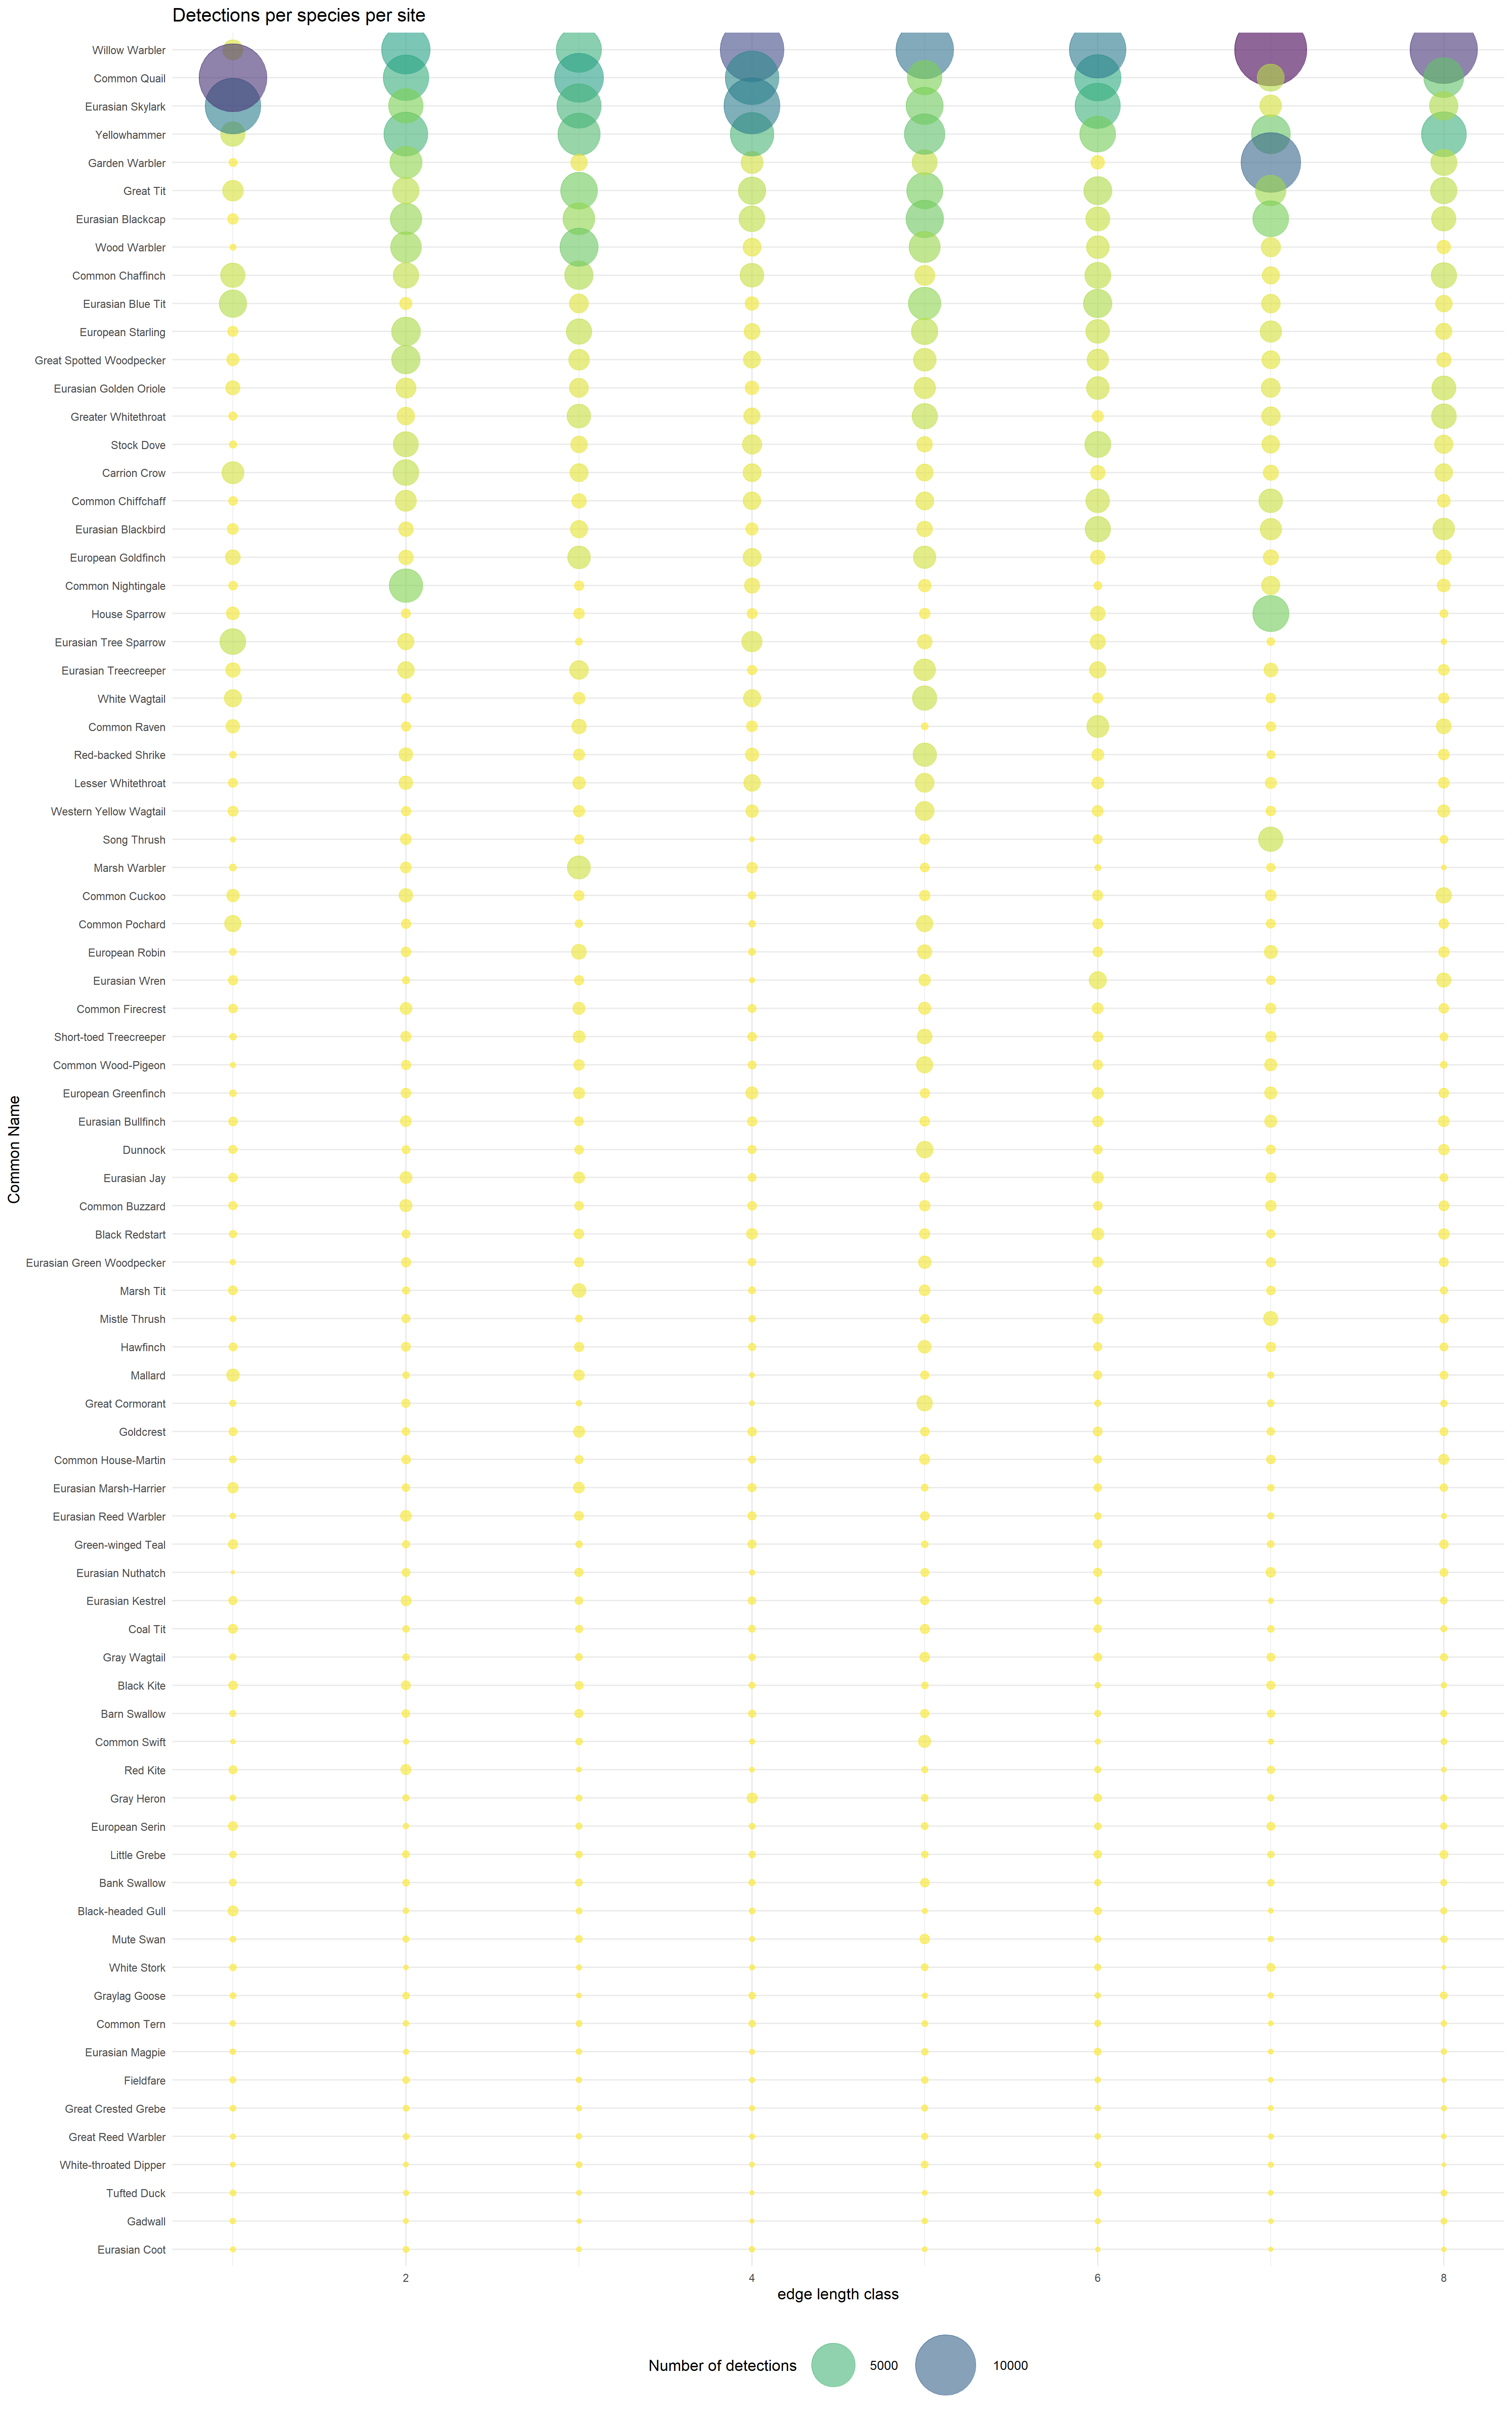 Detections per species per site
Willow Warbler
Common Quail
Eurasian Skylark
Yellowhammer
Garden Warbler
Great Tit
Eurasian Blackcap
Wood Warbler
Common Chaffinch
Eurasian Blue Tit
European Starling
Great Spotted Woodpecker
Eurasian Golden Oriole
Greater Whitethroat
Stock Dove
Carrion Crow
Common Chiffchaff
Eurasian Blackbird
European Goldfinch
Common Nightingale
House Sparrow
Eurasian Tree Sparrow
Eurasian Treecreeper
White Wagtail
Common Raven
Red-backed Shrike
Lesser Whitethroat
Western Yellow Wagtail
Song Thrush
Marsh Warbler
Common Cuckoo
Common Pochard
European Robin
Eurasian Wren
Common Firecrest
Short-toed Treecreeper
Common Wood-Pigeon
European Greenfinch
Eurasian Bullfinch
Dunnock
Eurasian Jay
Common Buzzard
Black Redstart
Eurasian Green Woodpecker
Marsh Tit
Mistle Thrush
Hawfinch
Mallard
Great Cormorant
Goldcrest
Common House-Martin
Eurasian Marsh-Harrier
Eurasian Reed Warbler
Green-winged Teal
Eurasian Nuthatch
Eurasian Kestrel
Coal Tit
Gray Wagtail
Black Kite
Barn Swallow
Common Swift
Red Kite
Gray Heron
European Serin
Little Grebe
Bank Swallow
Black-headed Gull
Mute Swan
White Stork
Graylag Goose
Common Tern
Eurasian Magpie
Fieldfare
Great Crested Grebe
Great Reed Warbler
White-throated Dipper
Tufted Duck
Gadwall
Eurasian Coot
Common Name
2 4 6 8
edge length class
Number of detections 5000 10000